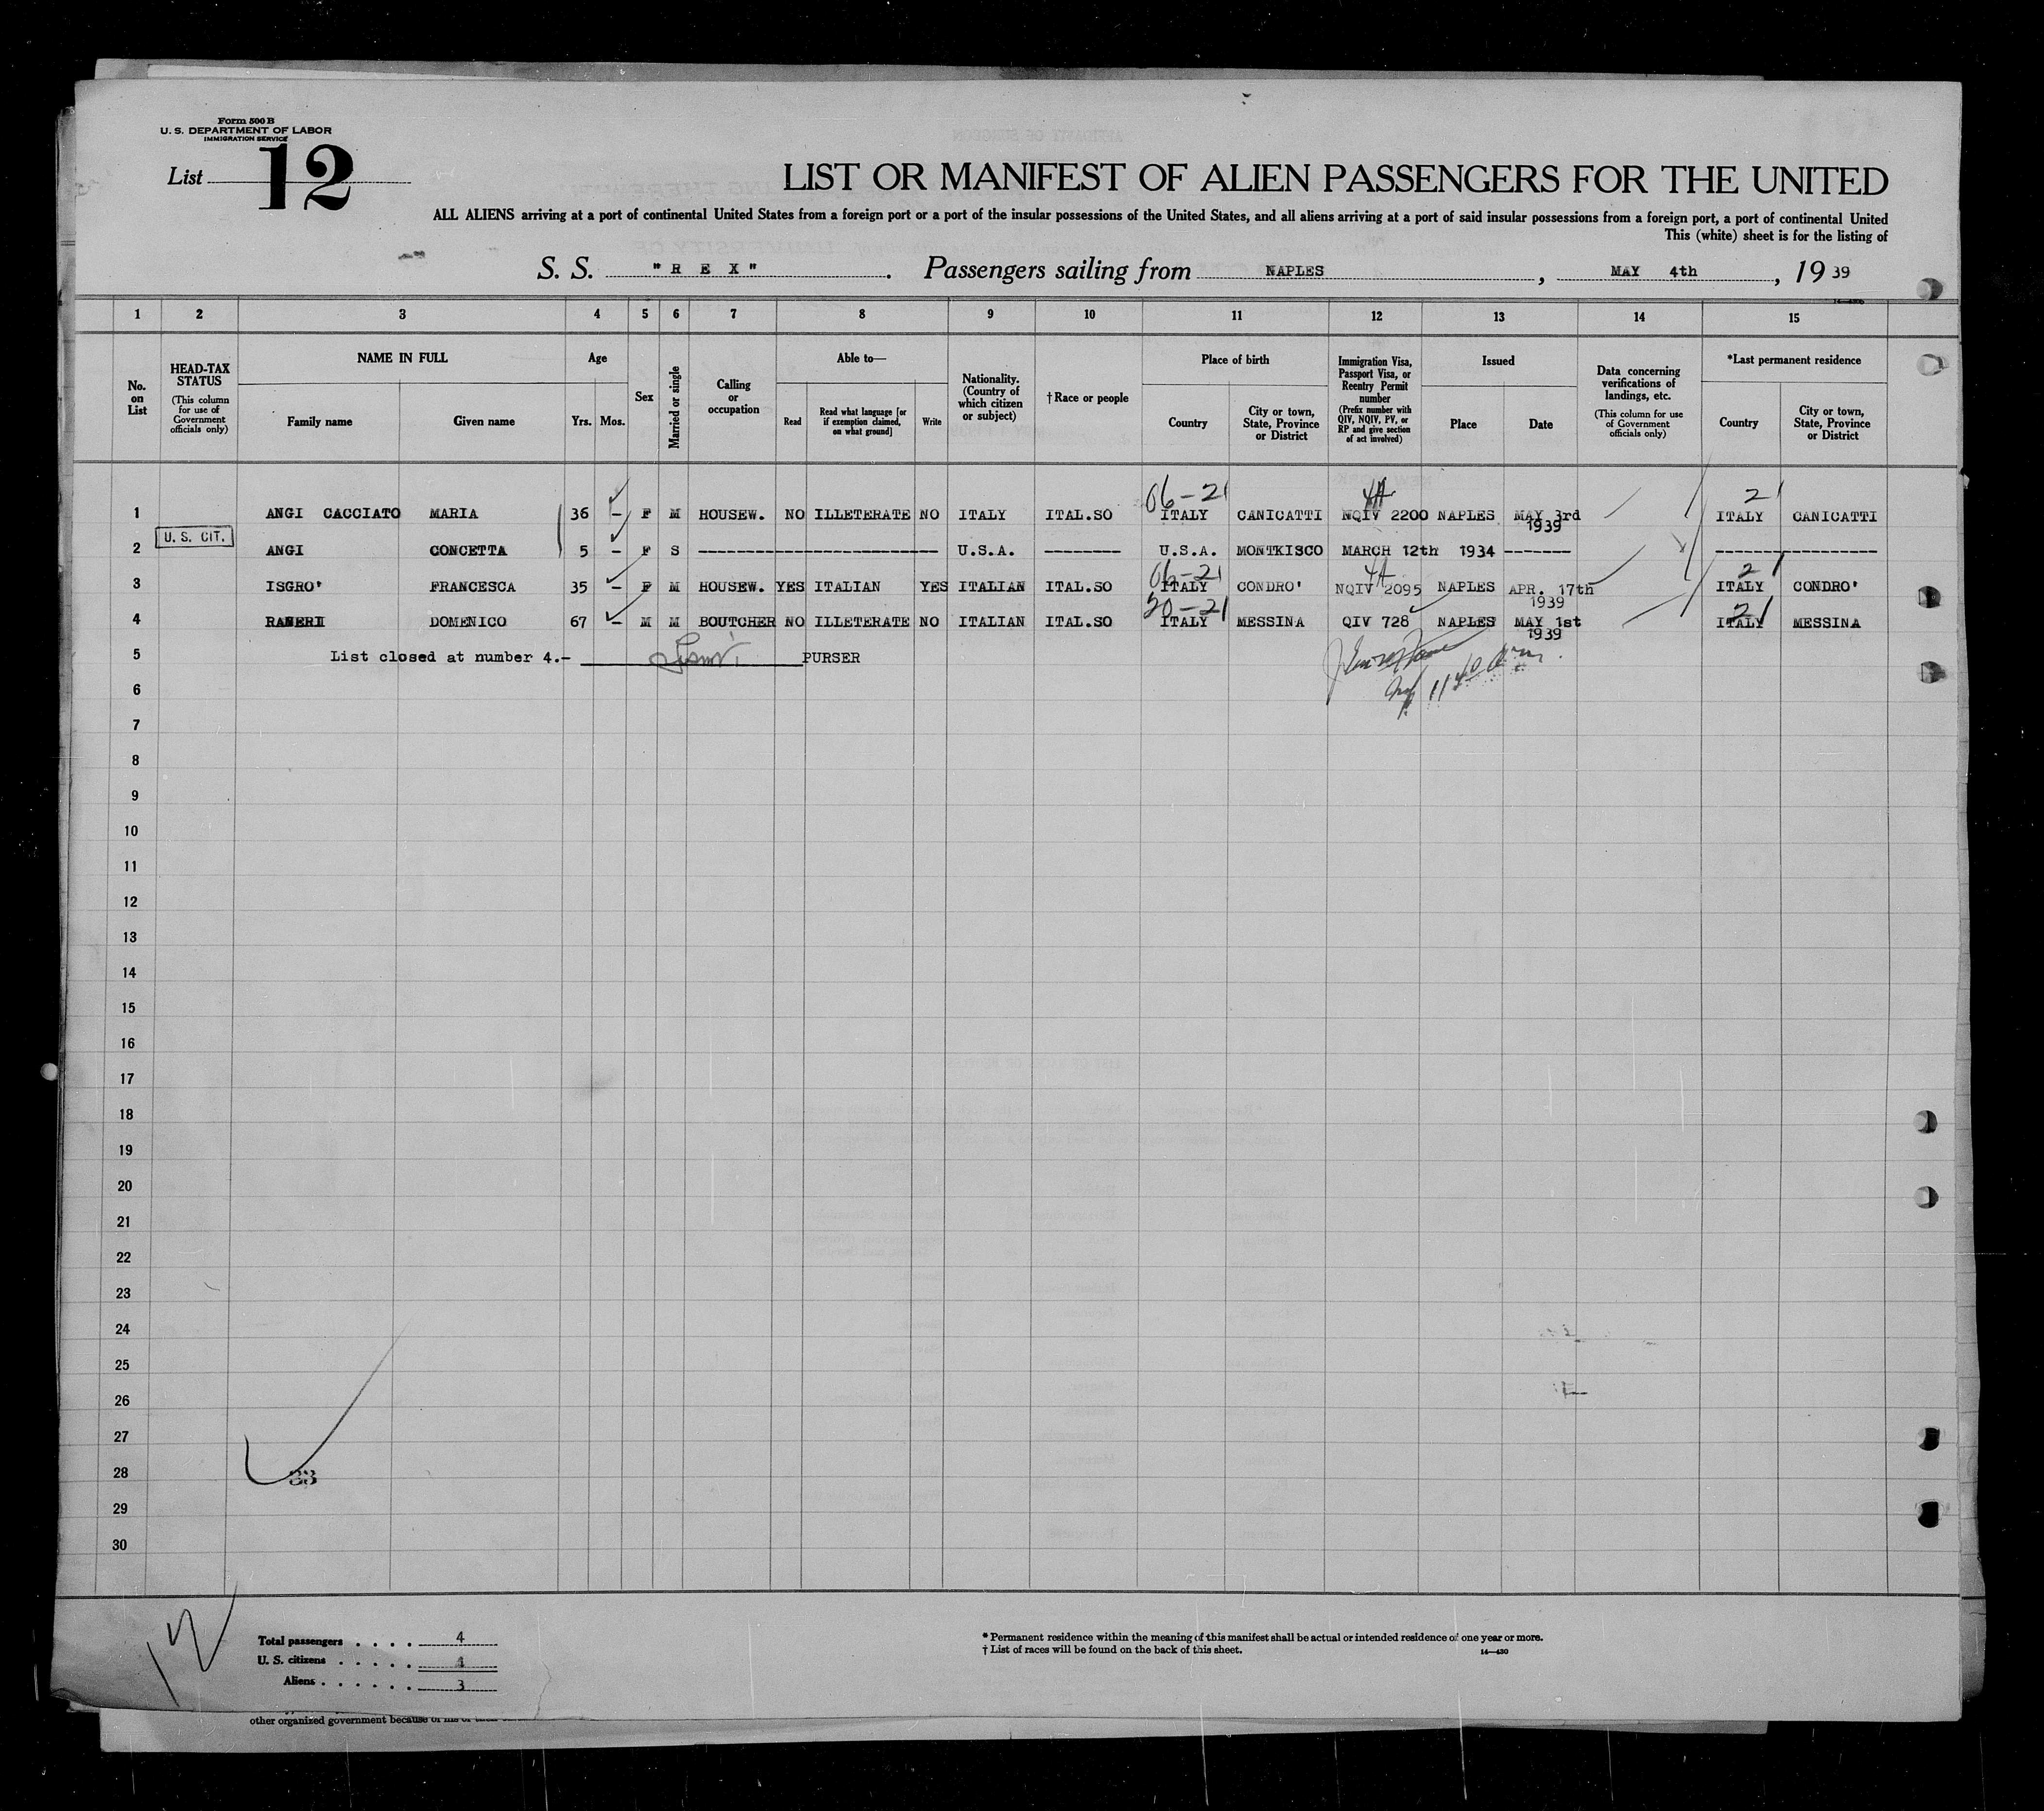 Form 500 B
U. S. DEPARTMENT OF LABOR
IMMIGRATION SERVICE
List 12
LIST OR MANIFEST OF ALIEN PASSENGERS FOR THE UNITED
ALL ALIENS arriving at a port of continental United States from a foreign port or a port of the insular possessions of the United States, and all aliens arriving at a port of said insular possessions from a foreign port, a port of continental United
This (white) sheet is for the listing of
S. S. "R E X". Passengers sailing from NAPLES, MAY 4th, 19 39
1 2 3 4 5 6 7 8 9 10 11 12 13 14 15
No. on List
HEAD-TAX STATUS (This column for use of Government officials only)
NAME IN FULL
Family name Given name
Age
Yrs. Mos.
Sex
Married or single
Calling or occupation
Able to—
Read
Read what language [or if exemption claimed, on what ground]
Write
Nationality. (Country of which citizen or subject)
†Race or people
Place of birth
Country
City or town, State, Province or District
Immigration Visa, Passport Visa, or Reentry Permit number (Prefix number with QIV, NQIV, PV, or RP and give section of act involved)
Issued
Place Date
Data concerning verifications of landings, etc. (This column for use of Government officials only)
*Last permanent residence
Country
City or town, State, Province or District
06-21 4A 21
1 ANGI CACCIATO MARIA 36 - F M HOUSEW. NO ILLETERATE NO ITALY ITAL.SO ITALY CANICATTI NQIV 2200 NAPLES MAY 3rd 1939 ITALY CANICATTI
U. S. CIT.
2 ANGI CONCETTA 5 - F S ---------- U.S.A. --------- U.S.A. MONTKISCO MARCH 12th 1934 ------- ----------------
06-21 4A 21
3 ISGRO' FRANCESCA 35 - F M HOUSEW. YES ITALIAN YES ITALIAN ITAL.SO ITALY CONDRO' NQIV 2095 NAPLES APR. 17th 1939 ITALY CONDRO'
20-21 21
4 RANERI DOMENICO 67 - M M BOUTCHER NO ILLETERATE NO ITALIAN ITAL.SO ITALY MESSINA QIV 728 NAPLES MAY 1st 1939 ITALY MESSINA
5 List closed at number 4.- PURSER
6
7
8
9
10
11
12
13
14
15
16
17
18
19
20
21
22
23
24
25
26
27
28
33
29
30
12
Total passengers . . . . 4
U. S. citizens . . . . . 1
Aliens . . . . . . 3
* Permanent residence within the meaning of this manifest shall be actual or intended residence of one year or more.
† List of races will be found on the back of this sheet.
14—430
other organized government because of his or